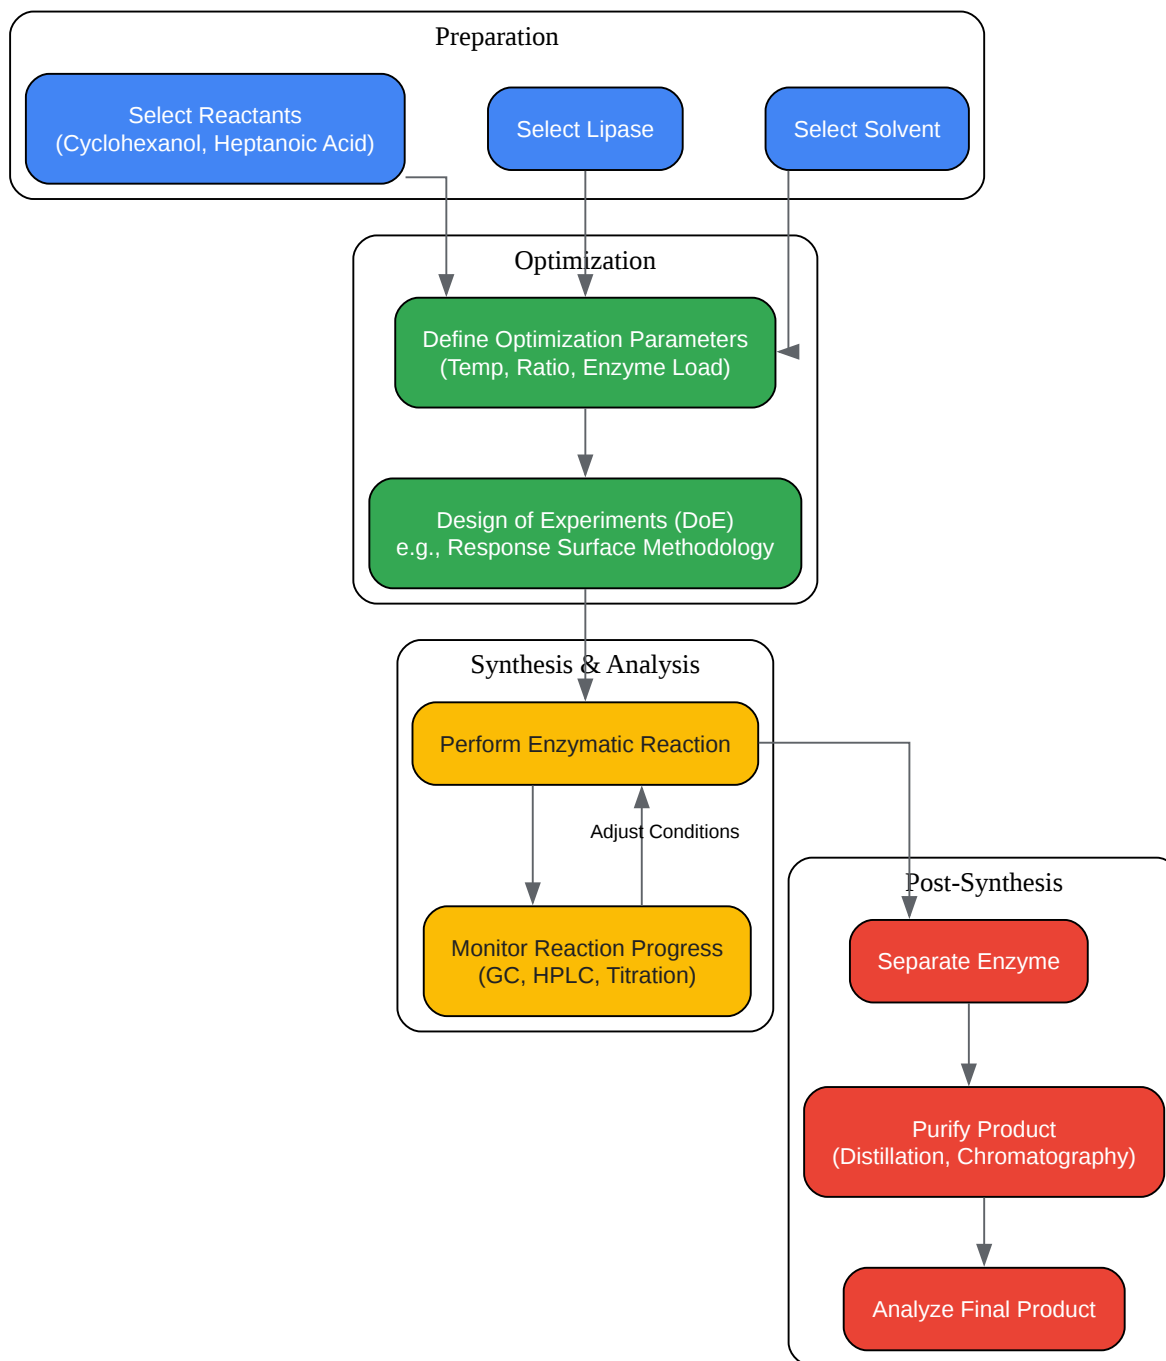 Preparation
Select Reactants
(Cyclohexanol, Heptanoic Acid)
Select Lipase
Select Solvent
Optimization
Define Optimization Parameters
(Temp, Ratio, Enzyme Load)
Design of Experiments (DoE)
e.g., Response Surface Methodology
Synthesis & Analysis
Perform Enzymatic Reaction
Adjust Conditions
Monitor Reaction Progress
(GC, HPLC, Titration)
Post-Synthesis
Separate Enzyme
Purify Product
(Distillation, Chromatography)
Analyze Final Product